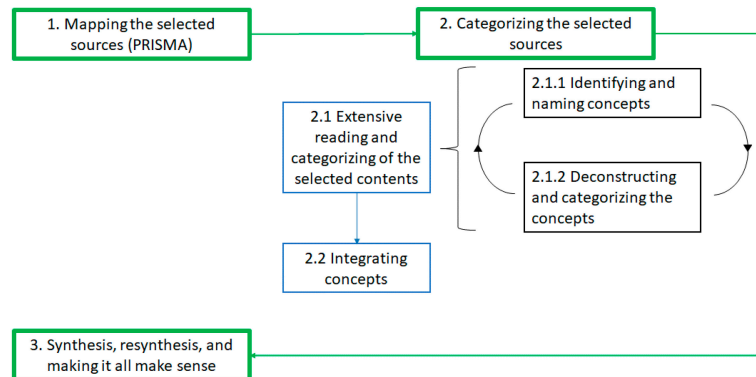 1. Mapping the selected
sources (PRISMA)
2. Categorizing the selected
sources
2.1 Extensive
reading and
categorizing of the
selected contents
2.1.1 Identifying and
naming concepts
2.1.2 Deconstructing
and categorizing the
concepts
2.2 Integrating
concepts
3. Synthesis, resynthesis, and
making it all make sense